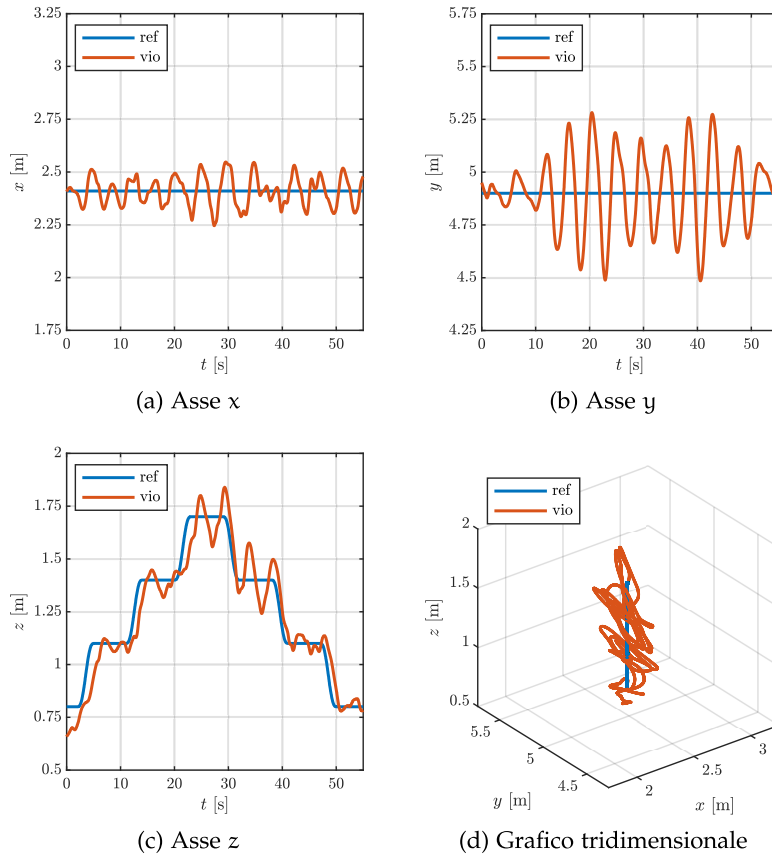 3.25
3
2.75
2.5
2.25
2
1.75
x [m]
ref
vio
0 10 20 30 40 50
t [s]
(a) Asse x
5.75
5.5
5.25
5
4.75
4.5
4.25
y [m]
ref
vio
0 10 20 30 40 50
t [s]
(b) Asse y
2
1.75
1.5
1.25
1
0.75
0.5
z [m]
ref
vio
0 10 20 30 40 50
t [s]
(c) Asse z
ref
vio
2
1.5
1
0.5
z [m]
5.5
5
4.5
y [m]
2
2.5
3
x [m]
(d) Grafico tridimensionale